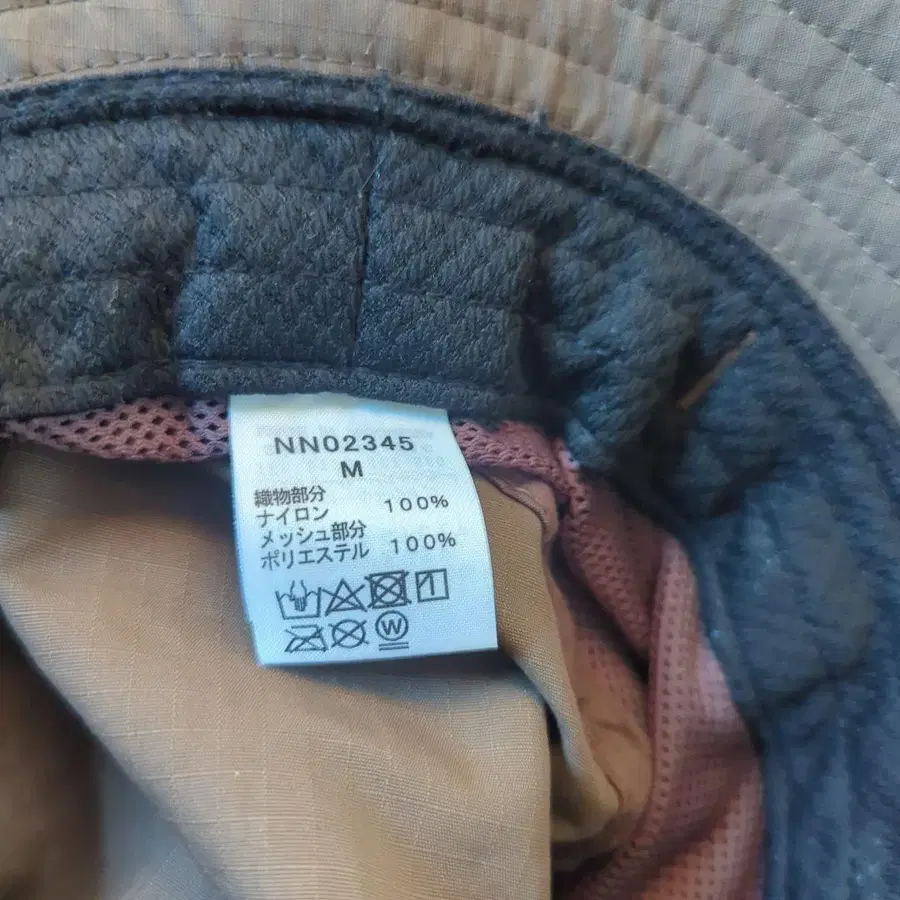 NN02345
M
織物部分
ナイロン 100%
メッシュ部分
ポリエステル 100%
W